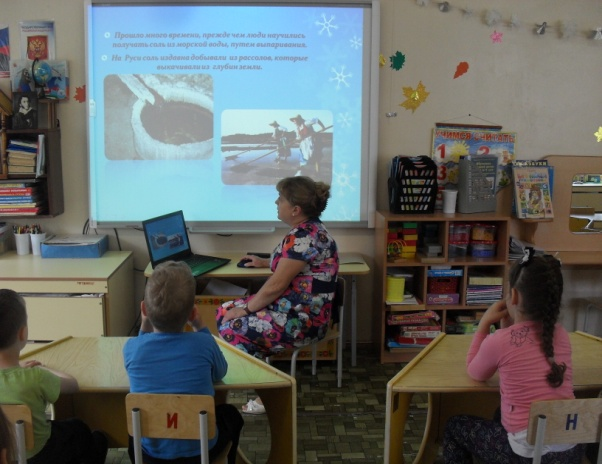 Прошло много времени, прежде чем люди научились
получать соль из морской воды, путем выпаривания.
На Руси соль издавна добывали из рассолов, которые
выкачивали из глубин земли.
И
Н